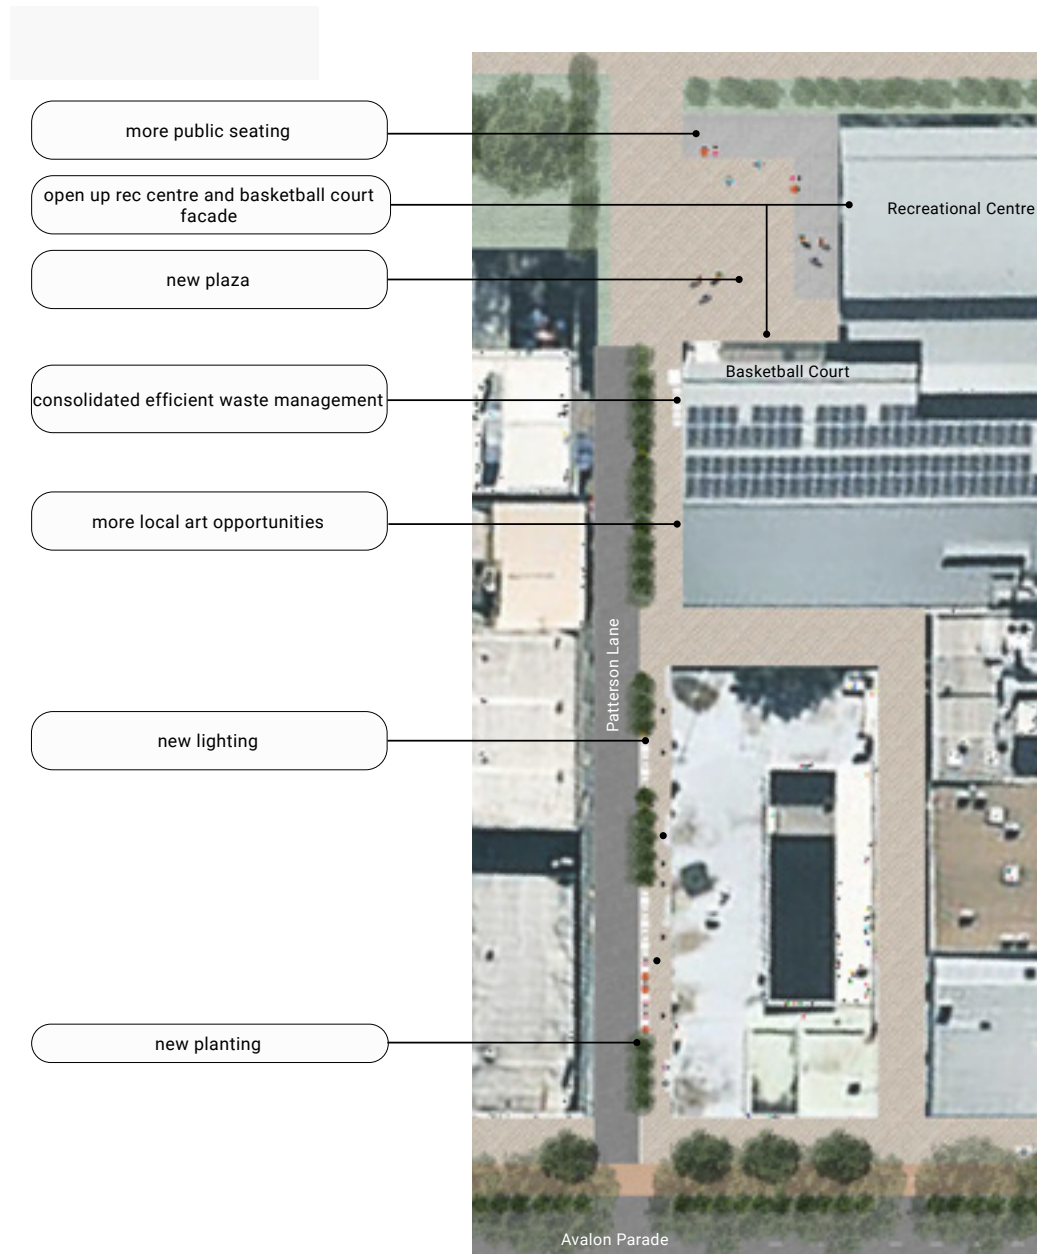 more public seating
open up rec centre and basketball court
facade
Recreational Centre
new plaza
Basketball Court
consolidated efficient waste management
more local art opportunities
Patterson Lane
new lighting
new planting
Avalon Parade